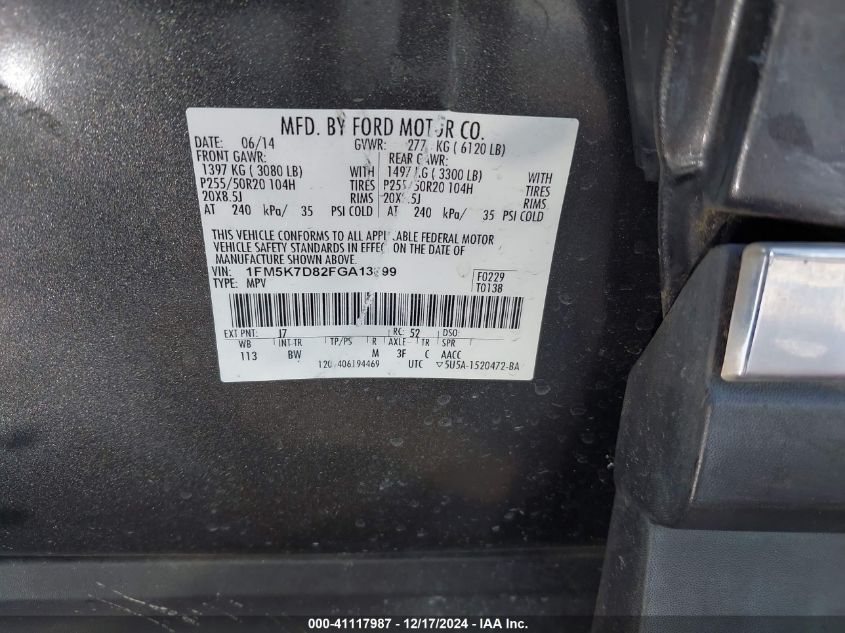 MFD. BY FORD MOTOR CO.
DATE: 06/14 GVWR: KG ( 6120 LB)
FRONT GAWR: REAR GAWR:
1397 KG ( 3080 LB) WITH KG ( 3300 LB) WITH
P255/50R20 104H TIRES P255/50R20 104H TIRES
20X8.5J RIMS 20X8.5J RIMS
AT 240 kPa/ 35 PSI COLD AT 240 kPa/ 35 PSI COLD
THIS VEHICLE CONFORMS TO ALL APPLICABLE FEDERAL MOTOR
VEHICLE SAFETY STANDARDS IN EFFECT ON THE DATE OF
MANUFACTURE SHOWN ABOVE.
VIN: F0229
TYPE: MPV T0138
EXT PNT: J7 RC: 52 DSO:
WB INT TR TP/PS R AXLE TR SPR
113 BW M 3F C AACC
UTC ▽5U5A-1520472-BA
000-41117987 - 12/17/2024 - IAA Inc.